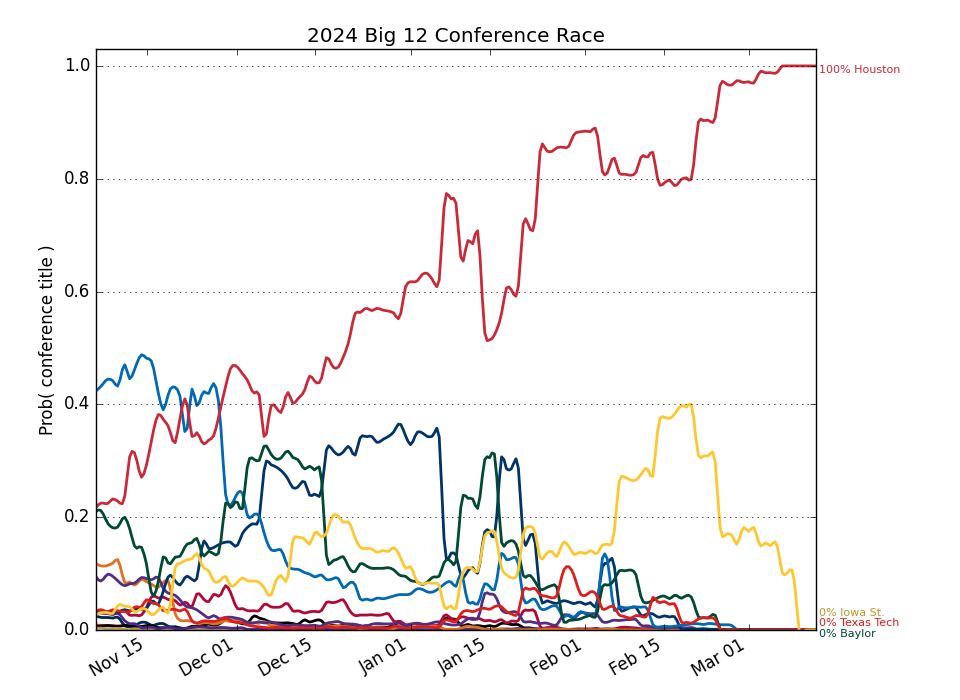 2024 Big 12 Conference Race
Prob( conference title )
1.0
0.8
0.6
0.4
0.2
0.0
Nov 15
Dec 01
Dec 15
Jan 01
Jan 15
Feb 01
Feb 15
Mar 01
100% Houston
0% Iowa St.
0% Texas Tech
0% Baylor